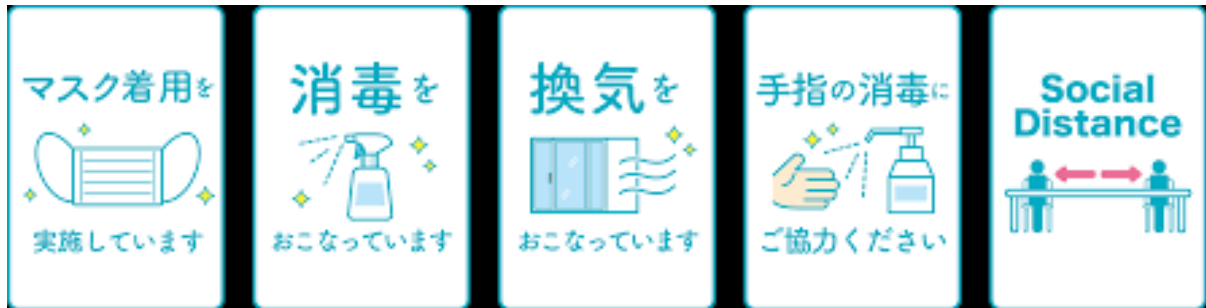 マスク着用を
実施しています
消毒を
おこなっています
換気を
おこなっています
手指の消毒に
ご協力ください
Social
Distance